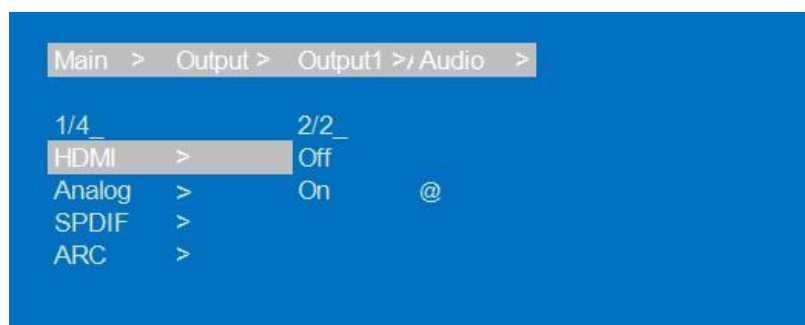 Main > Output > Output1 >/ Audio >
1/4_ 2/2_
HDMI > Off
Analog > On @
SPDIF >
ARC >